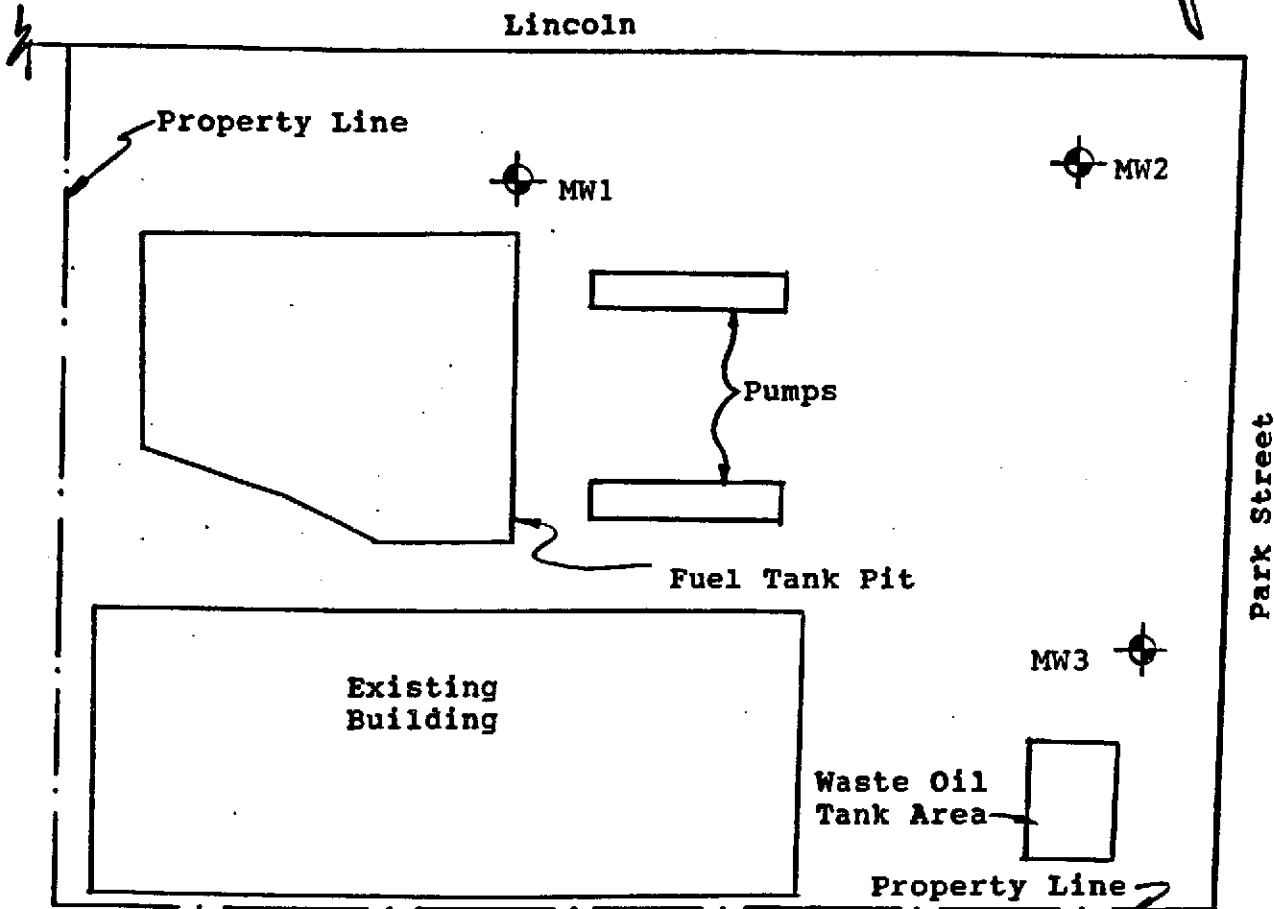 Lincoln
Property Line
MW1
MW2
Pumps
Park Street
Fuel Tank Pit
MW3
Existing
Building
Waste Oil
Tank Area
Property Line